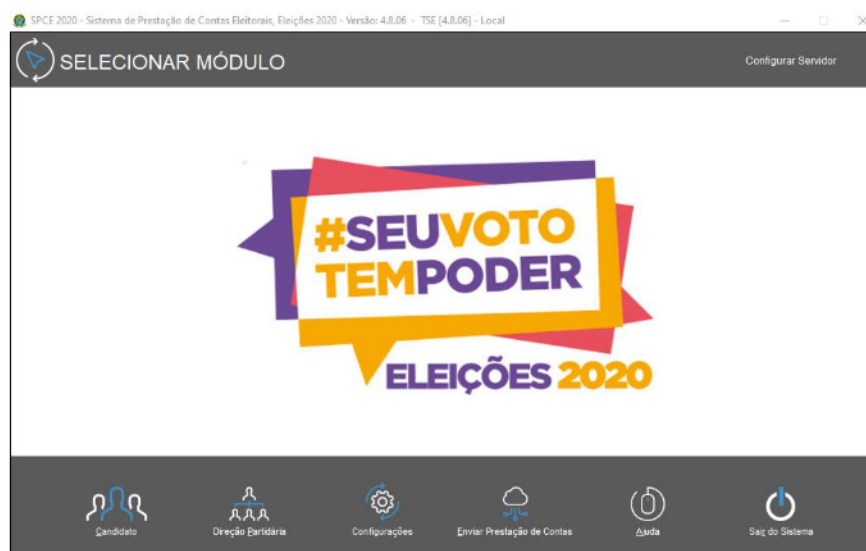 SPCE 2020 - Sistema de Prestação de Contas Eleitorais, Eleições 2020 - Versão: 4.8.06 - TSE [4.8.06] - Local
SELECIONAR MÓDULO
Configurar Servidor
#SEUVOTO
TEMPODER
ELEIÇÕES 2020
Candidato
Direção Partidária
Configurações
Enviar Prestação de Contas
Ajuda
Sair do Sistema